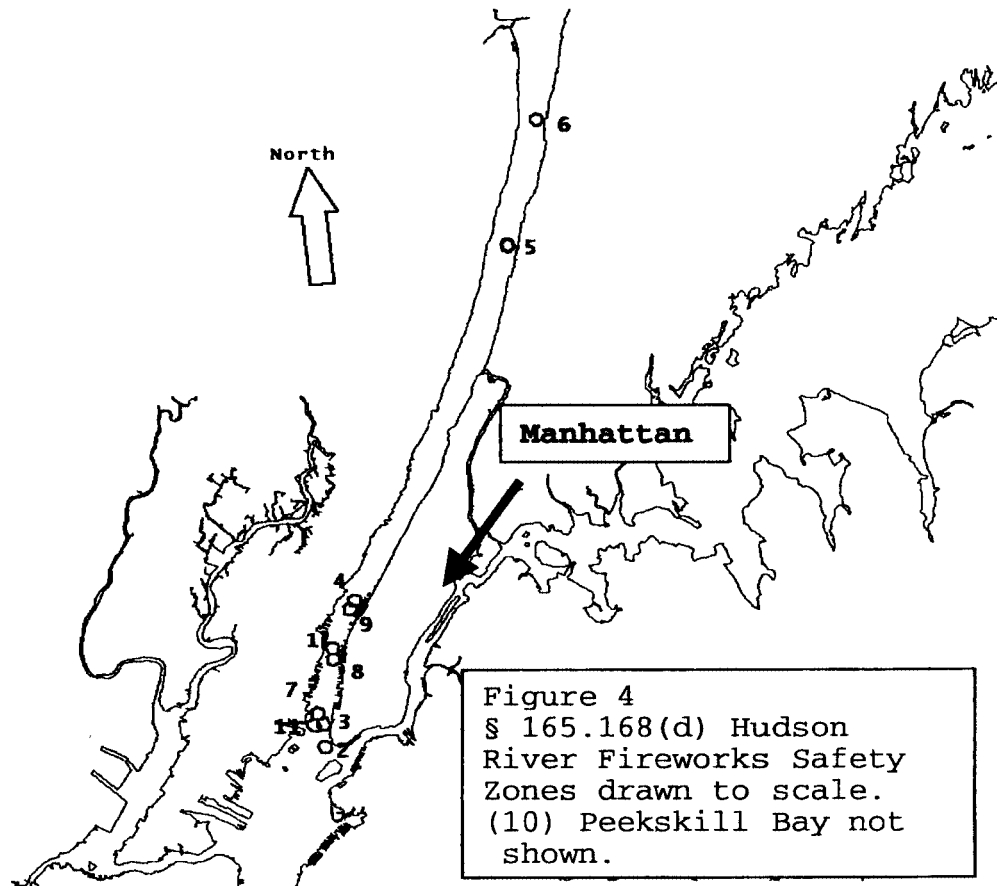 6
North
5
Manhattan
4
9
1
8
7
3
11
2
Figure 4
§ 165.168(d) Hudson
River Fireworks Safety
Zones drawn to scale.
(10) Peekskill Bay not
shown.